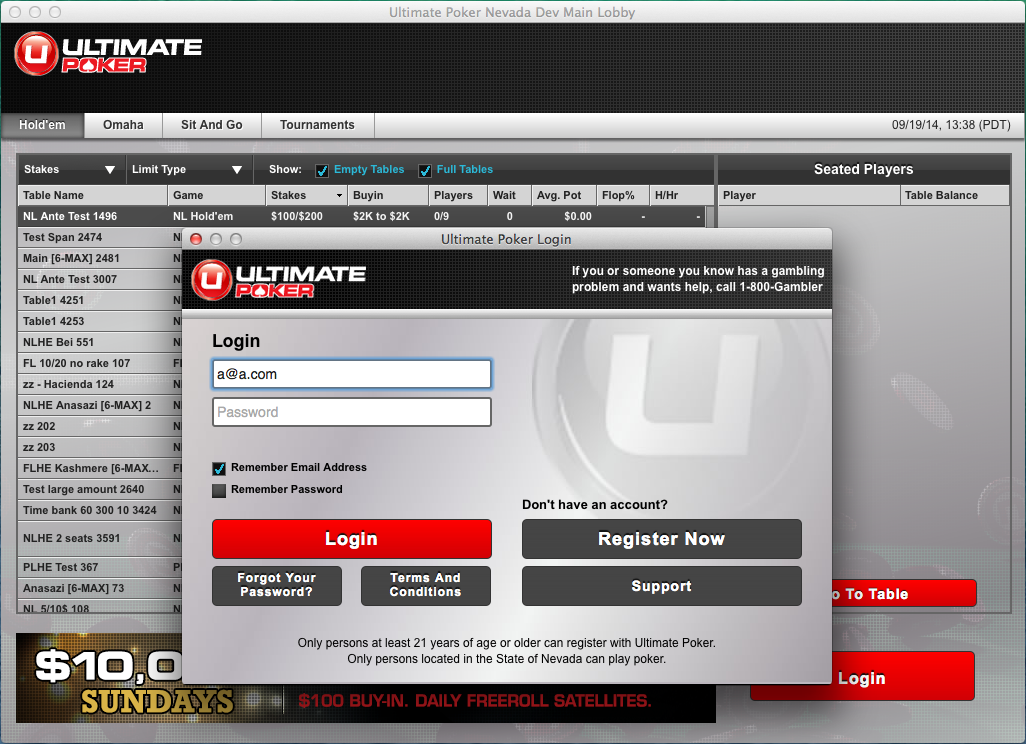 Ultimate Poker Nevada Dev Main Lobby
U ULTIMATE
POKER
Hold'em Omaha Sit And Go Tournaments 09/19/14, 13:38 (PDT)
Stakes Limit Type Show: Empty Tables Full Tables Seated Players
Table Name Game Stakes Buyin Players Wait Avg. Pot Flop% H/Hr Player Table Balance
NL Ante Test 1496 NL Hold'em $100/$200 $2K to $2K 0/9 0 $0.00 - -
Test Span 2474
Main [6-MAX] 2481
NL Ante Test 3007
Table1 4251
Table1 4253
NLHE Bei 551
FL 10/20 no rake 107
zz - Hacienda 124
NLHE Anasazi [6-MAX] 2
zz 202
zz 203
FLHE Kashmere [6-MAX...
Test large amount 2640
Time bank 60 300 10 3424
NLHE 2 seats 3591
PLHE Test 367
Anasazi [6-MAX] 73
NL 5/10$ 108
Ultimate Poker Login
U ULTIMATE
POKER
If you or someone you know has a gambling
problem and wants help, call 1-800-Gambler
Login
a@a.com
Password
Remember Email Address
Remember Password
Login
Forgot Your
Password?
Terms And
Conditions
Don't have an account?
Register Now
Support
Only persons at least 21 years of age or older can register with Ultimate Poker.
Only persons located in the State of Nevada can play poker.
To Table
Login
$10,0
SUNDAYS
$100 BUY-IN. DAILY FREEROLL SATELLITES.